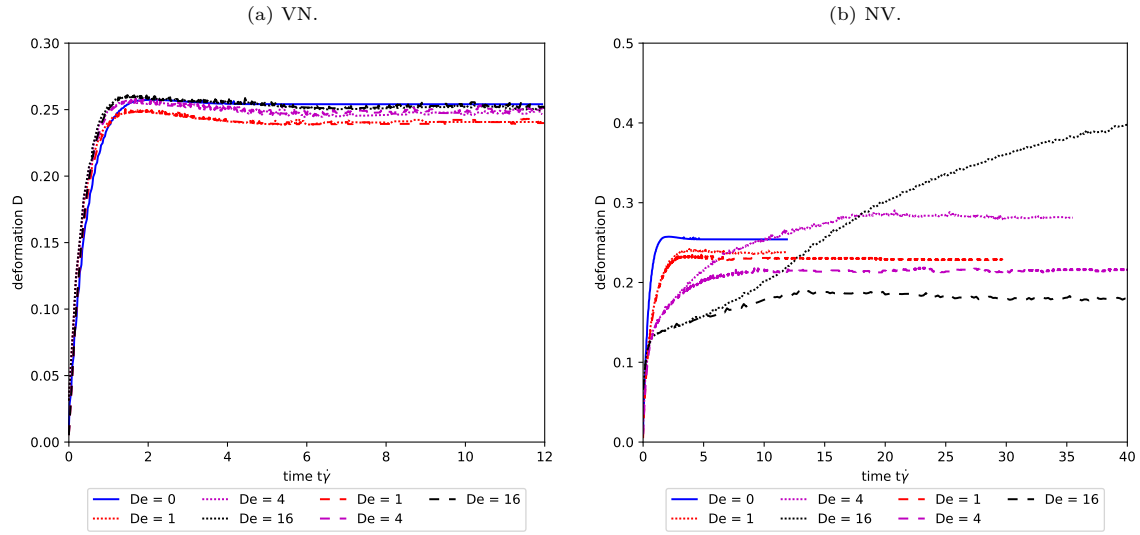 (a) VN.
0.30
0.25
0.20
0.15
0.10
0.05
0.00
deformation D
0 2 4 6 8 10 12
time tγ̇
De = 0 De = 4 De = 1 De = 16
De = 1 De = 16 De = 4
(b) NV.
0.5
0.4
0.3
0.2
0.1
0.0
deformation D
0 5 10 15 20 25 30 35 40
time tγ̇
De = 0 De = 4 De = 1 De = 16
De = 1 De = 16 De = 4